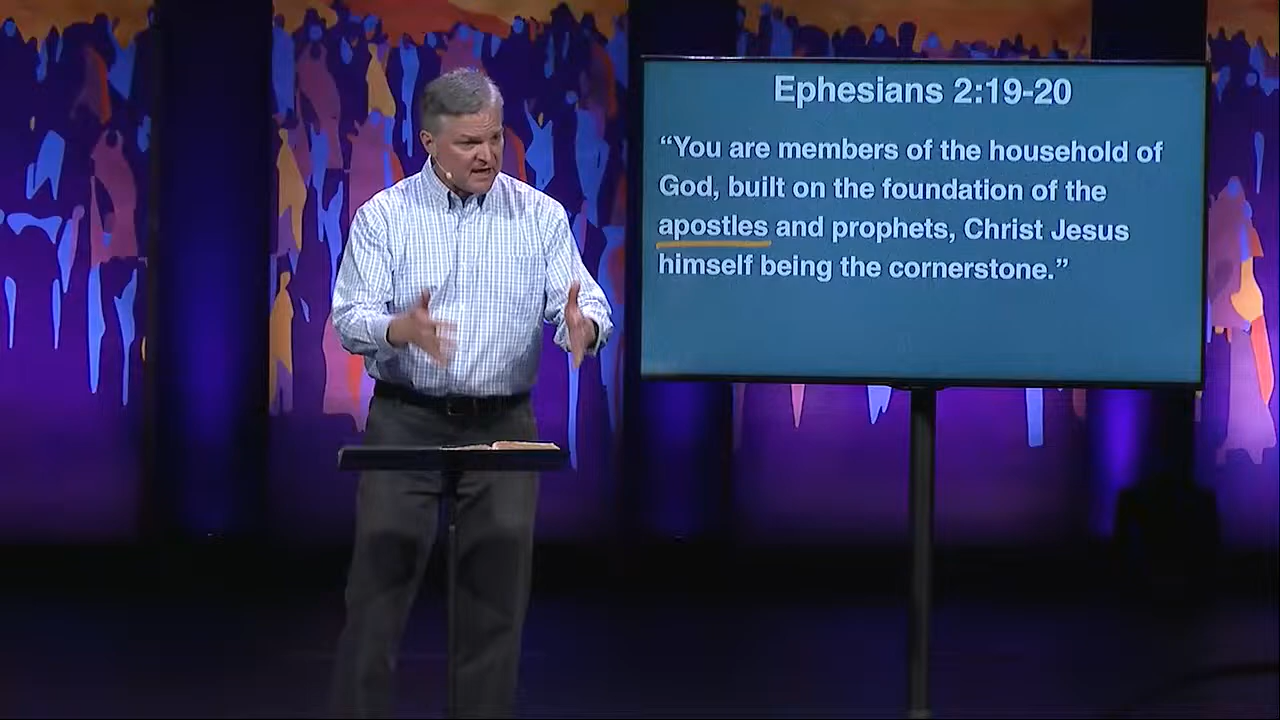 Ephesians 2:19-20
“You are members of the household of
God, built on the foundation of the
apostles and prophets, Christ Jesus
himself being the cornerstone.”